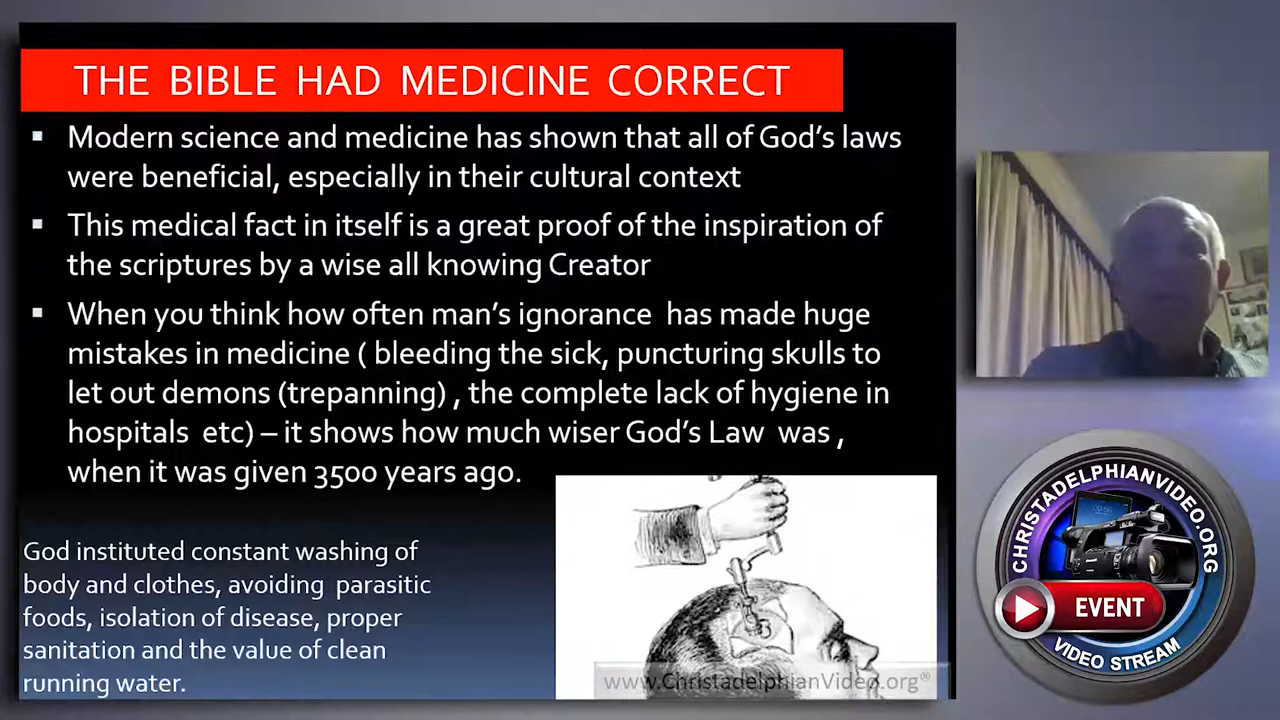 THE BIBLE HAD MEDICINE CORRECT
▪ Modern science and medicine has shown that all of God’s laws
were beneficial, especially in their cultural context
▪ This medical fact in itself is a great proof of the inspiration of
the scriptures by a wise all knowing Creator
▪ When you think how often man’s ignorance has made huge
mistakes in medicine ( bleeding the sick, puncturing skulls to
let out demons (trepanning) , the complete lack of hygiene in
hospitals etc) – it shows how much wiser God’s Law was ,
when it was given 3500 years ago.
God instituted constant washing of
body and clothes, avoiding parasitic
foods, isolation of disease, proper
sanitation and the value of clean
running water.
www.ChristadelphianVideo.org®
CHRISTADELPHIANVIDEO.ORG
EVENT
VIDEO STREAM